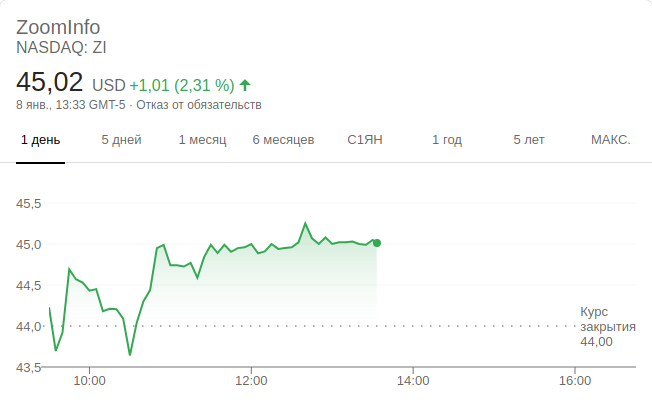 ZoomInfo
NASDAQ: ZI
45,02 USD +1,01 (2,31 %)
8 янв., 13:33 GMT-5 · Отказ от обязательств
1 день 5 дней 1 месяц 6 месяцев С1ЯН 1 год 5 лет МАКС.
45,5
45,0
44,5
44,0
43,5
Курс
закрытия
44,00
10:00 12:00 14:00 16:00